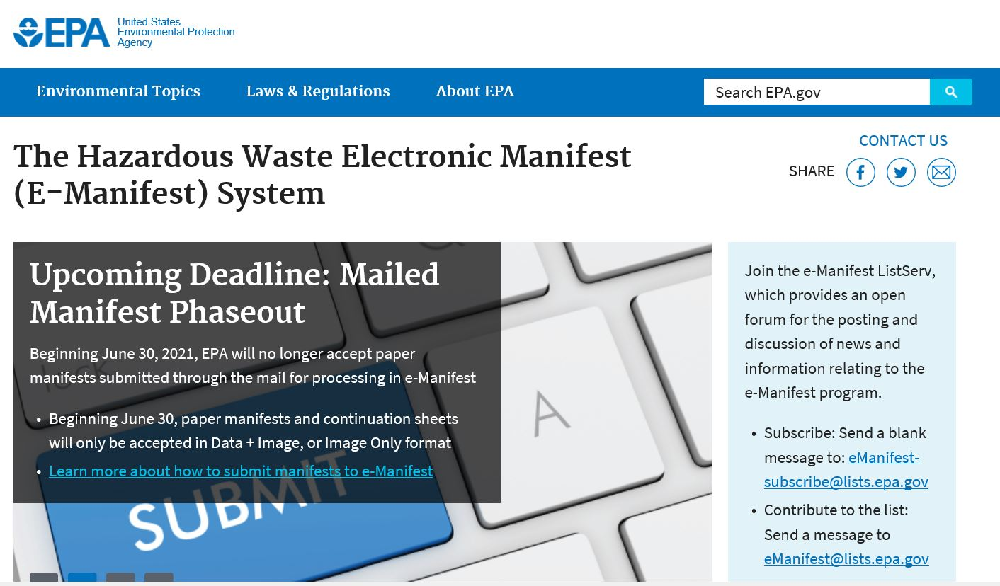 EPA
United States
Environmental Protection
Agency
Environmental Topics
Laws & Regulations
About EPA
Search EPA.gov
The Hazardous Waste Electronic Manifest
(E-Manifest) System
CONTACT US
SHARE
Upcoming Deadline: Mailed
Manifest Phaseout
Beginning June 30, 2021, EPA will no longer accept paper
manifests submitted through the mail for processing in e-Manifest
• Beginning June 30, paper manifests and continuation sheets
will only be accepted in Data + Image, or Image Only format
• Learn more about how to submit manifests to e-Manifest
A
SUBMIT
Join the e-Manifest ListServ,
which provides an open
forum for the posting and
discussion of news and
information relating to the
e-Manifest program.
• Subscribe: Send a blank
message to: eManifest-
subscribe@lists.epa.gov
• Contribute to the list:
Send a message to
eManifest@lists.epa.gov